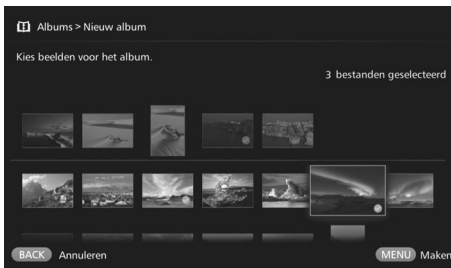 Albums > Nieuw album
Kies beelden voor het album.
3 bestanden geselecteerd
BACK Annuleren
MENU Maken